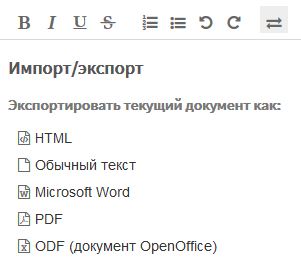 B I U S
Импорт/экспорт
Экспортировать текущий документ как:
HTML
Обычный текст
Microsoft Word
PDF
ODF (документ OpenOffice)